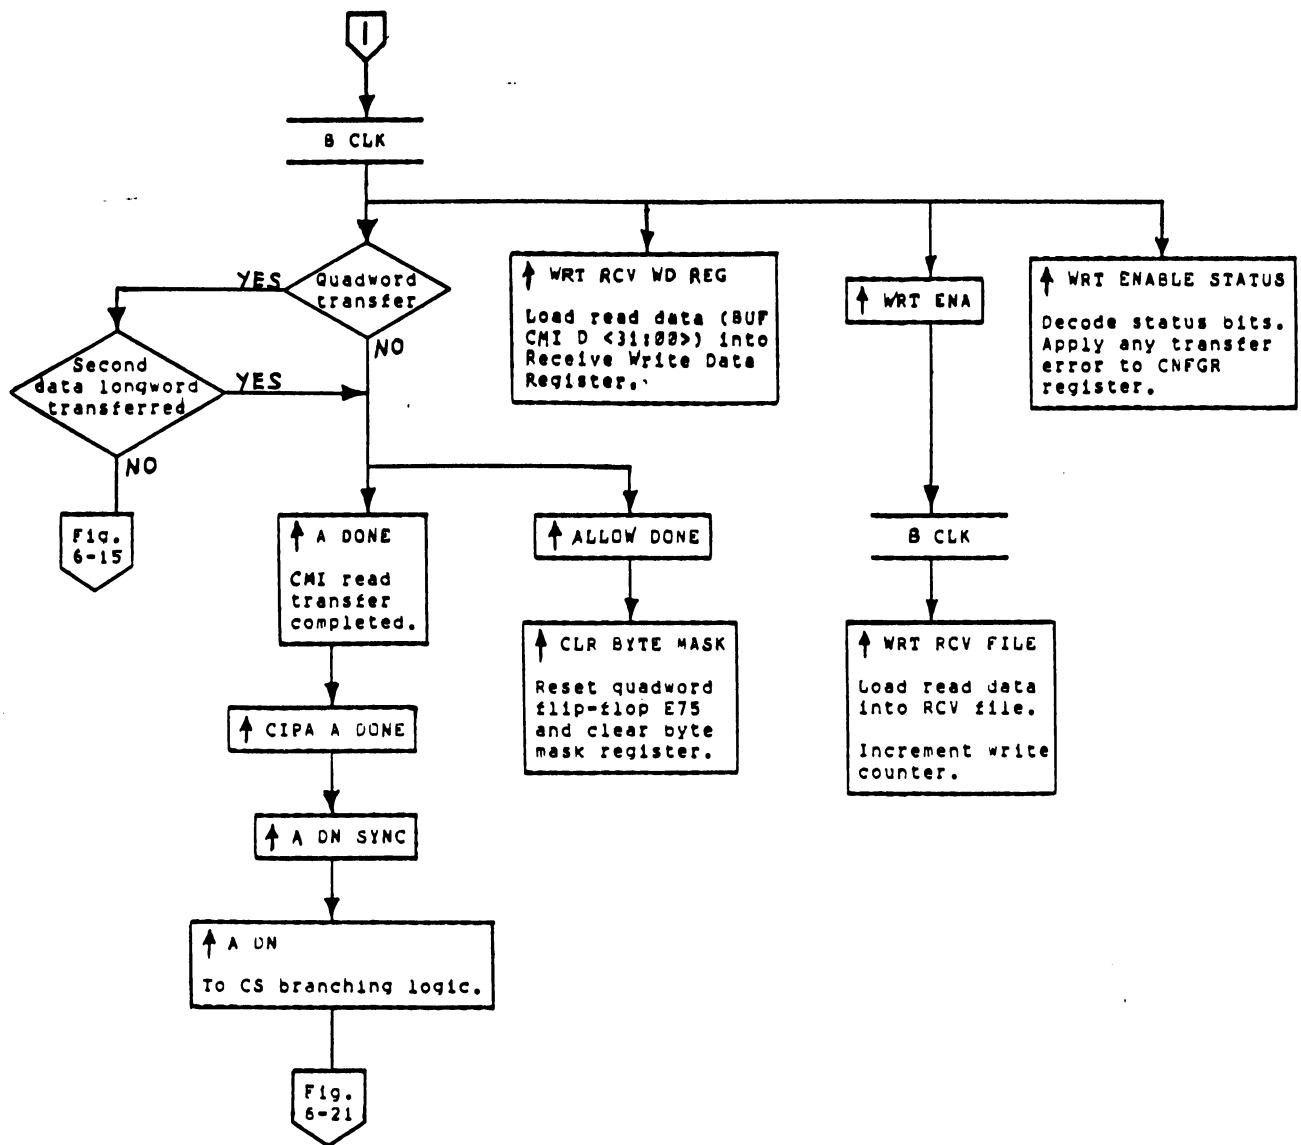 1
B CLK
Quadword
transfer
YES
NO
Second
data longword
transferred
YES
NO
Fig.
6-15
↑ WRT RCV WD REG
Load read data (BUF
CMI D <31:00>) into
Receive Write Data
Register.
↑ WRT ENA
↑ WRT ENABLE STATUS
Decode status bits.
Apply any transfer
error to CNFGR
register.
↑ A DONE
CMI read
transfer
completed.
↑ ALLOW DONE
B CLK
↑ CLR BYTE MASK
Reset quadword
flip-flop E75
and clear byte
mask register.
↑ WRT RCV FILE
Load read data
into RCV file.
Increment write
counter.
↑ CIPA A DONE
↑ A DN SYNC
↑ A DN
To CS branching logic.
Fig.
6-21